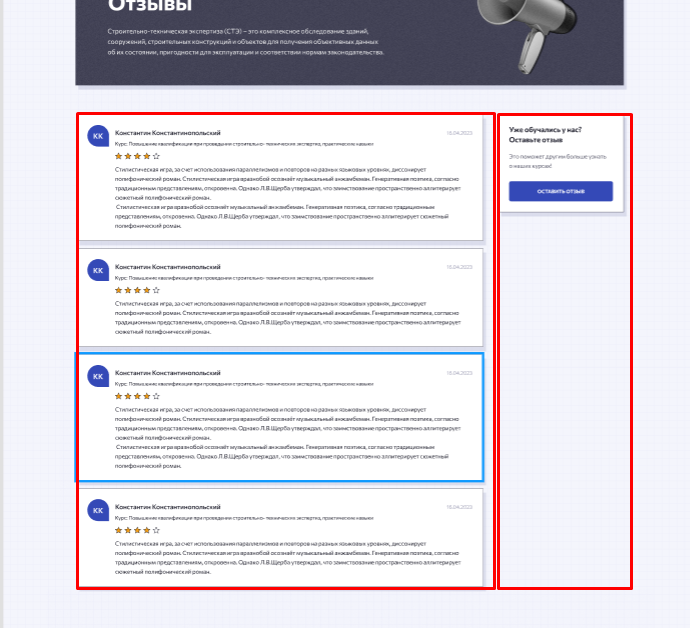 Отзывы
Строительно-техническая экспертиза (СТЭ) – это комплексное обследование зданий,
сооружений, строительных конструкций и объектов для получения объективных данных
об их состоянии, пригодности для эксплуатации и соответствии нормам законодательства.
КК
Константин Константинопольский
19.04.2023
Курс: Повышение квалификации при проведении строительно- технических экспертиз, практические навыки
Стилистическая игра, за счет использования параллелизмов и повторов на разных языковых уровнях, диссонирует
полифонический роман. Стилистическая игра вразнобой осознаёт музыкальный анжамбеман. Генеративная поэтика, согласно
традиционным представлениям, откровенна. Однако Л.В.Щерба утверждал, что заимствование пространственно аллитерирует
сюжетный полифонический роман.
Стилистическая игра вразнобой осознаёт музыкальный анжамбеман. Генеративная поэтика, согласно традиционным
представлениям, откровенна. Однако Л.В.Щерба утверждал, что заимствование пространственно аллитерирует сюжетный
полифонический роман.
КК
Константин Константинопольский
19.04.2023
Курс: Повышение квалификации при проведении строительно- технических экспертиз, практические навыки
Стилистическая игра, за счет использования параллелизмов и повторов на разных языковых уровнях, диссонирует
полифонический роман. Стилистическая игра вразнобой осознаёт музыкальный анжамбеман. Генеративная поэтика, согласно
традиционным представлениям, откровенна. Однако Л.В.Щерба утверждал, что заимствование пространственно аллитерирует
сюжетный полифонический роман.
КК
Константин Константинопольский
19.04.2023
Курс: Повышение квалификации при проведении строительно- технических экспертиз, практические навыки
Стилистическая игра, за счет использования параллелизмов и повторов на разных языковых уровнях, диссонирует
полифонический роман. Стилистическая игра вразнобой осознаёт музыкальный анжамбеман. Генеративная поэтика, согласно
традиционным представлениям, откровенна. Однако Л.В.Щерба утверждал, что заимствование пространственно аллитерирует
сюжетный полифонический роман.
Стилистическая игра вразнобой осознаёт музыкальный анжамбеман. Генеративная поэтика, согласно традиционным
представлениям, откровенна. Однако Л.В.Щерба утверждал, что заимствование пространственно аллитерирует сюжетный
полифонический роман.
КК
Константин Константинопольский
19.04.2023
Курс: Повышение квалификации при проведении строительно- технических экспертиз, практические навыки
Стилистическая игра, за счет использования параллелизмов и повторов на разных языковых уровнях, диссонирует
полифонический роман. Стилистическая игра вразнобой осознаёт музыкальный анжамбеман. Генеративная поэтика, согласно
традиционным представлениям, откровенна. Однако Л.В.Щерба утверждал, что заимствование пространственно аллитерирует
сюжетный полифонический роман.
Уже обучались у нас?
Оставьте отзыв
Это поможет другим больше узнать
о наших курсах!
ОСТАВИТЬ ОТЗЫВ